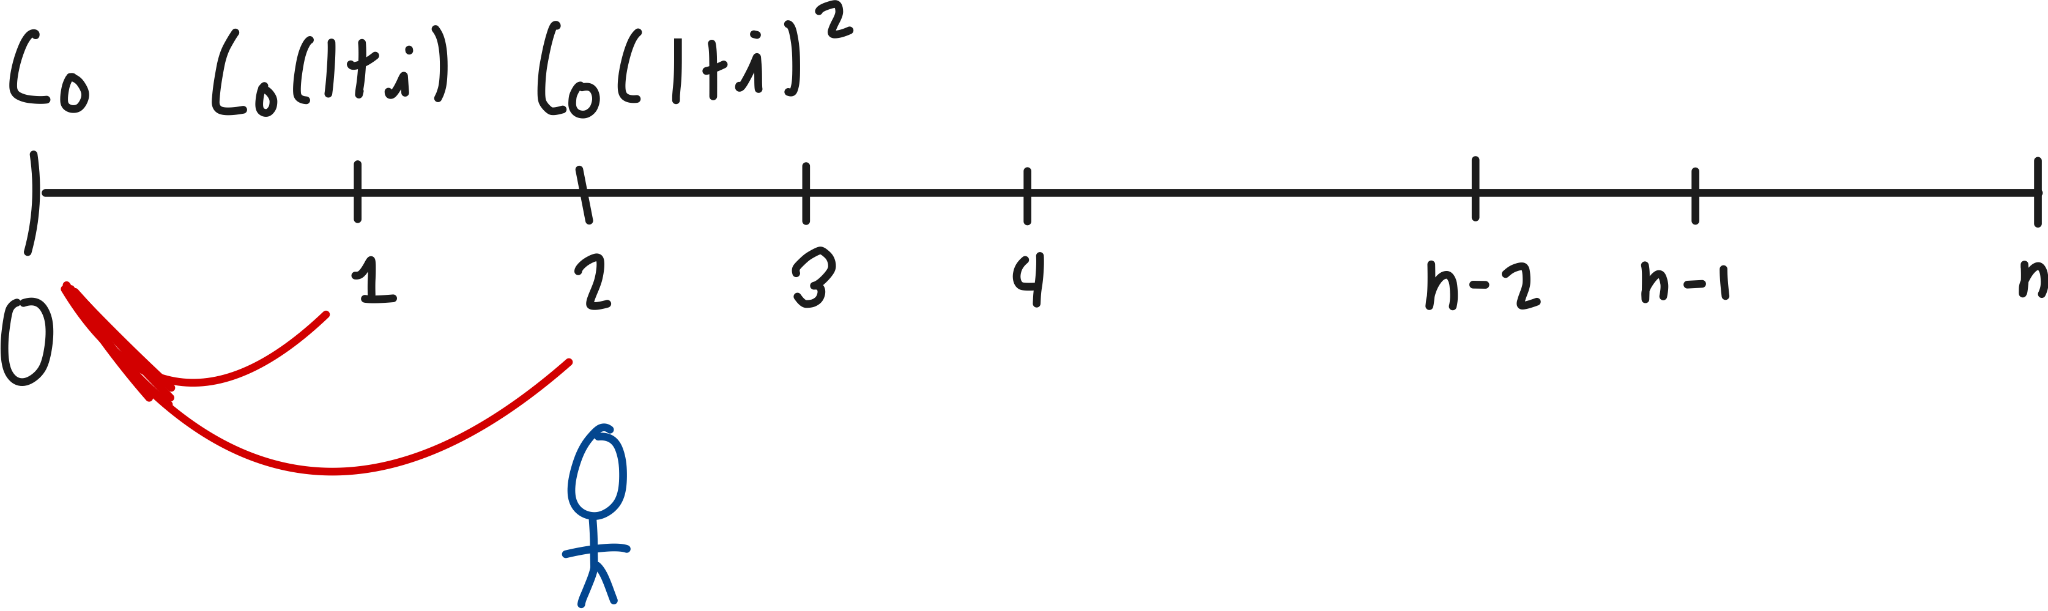 C₀ C₀(1+i) C₀(1+i)²
0 1 2 3 4 n-2 n-1 n